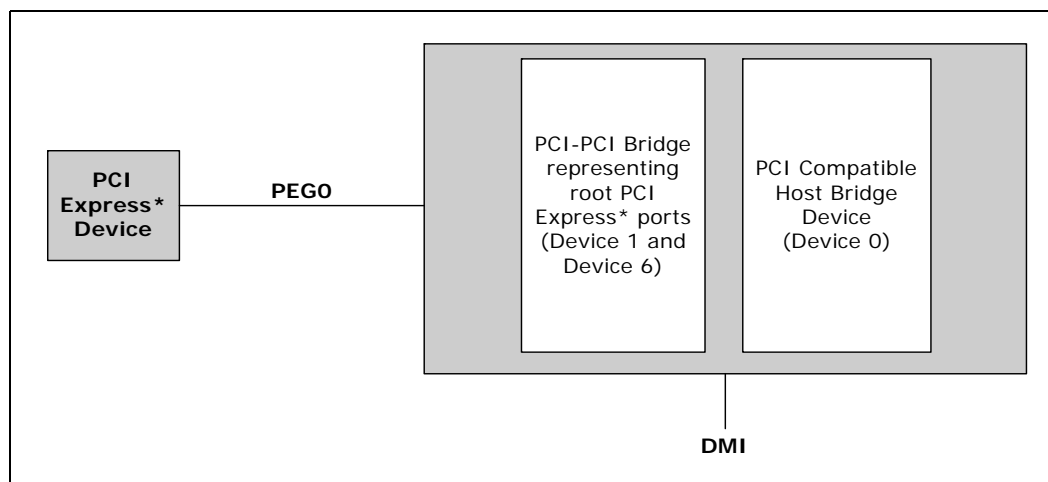 PCI
Express*
Device
PEG0
PCI-PCI Bridge
representing
root PCI
Express* ports
(Device 1 and
Device 6)
PCI Compatible
Host Bridge
Device
(Device 0)
DMI